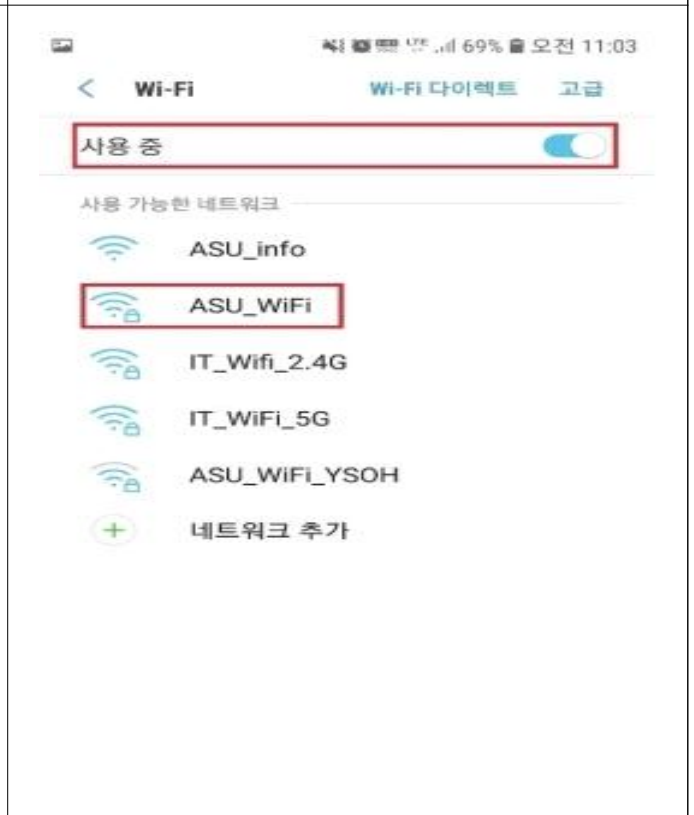 69% 오전 11:03
Wi-Fi Wi-Fi 다이렉트 고급
사용 중
사용 가능한 네트워크
ASU_info
ASU_WiFi
IT_Wifi_2.4G
IT_WiFi_5G
ASU_WiFi_YSOH
네트워크 추가